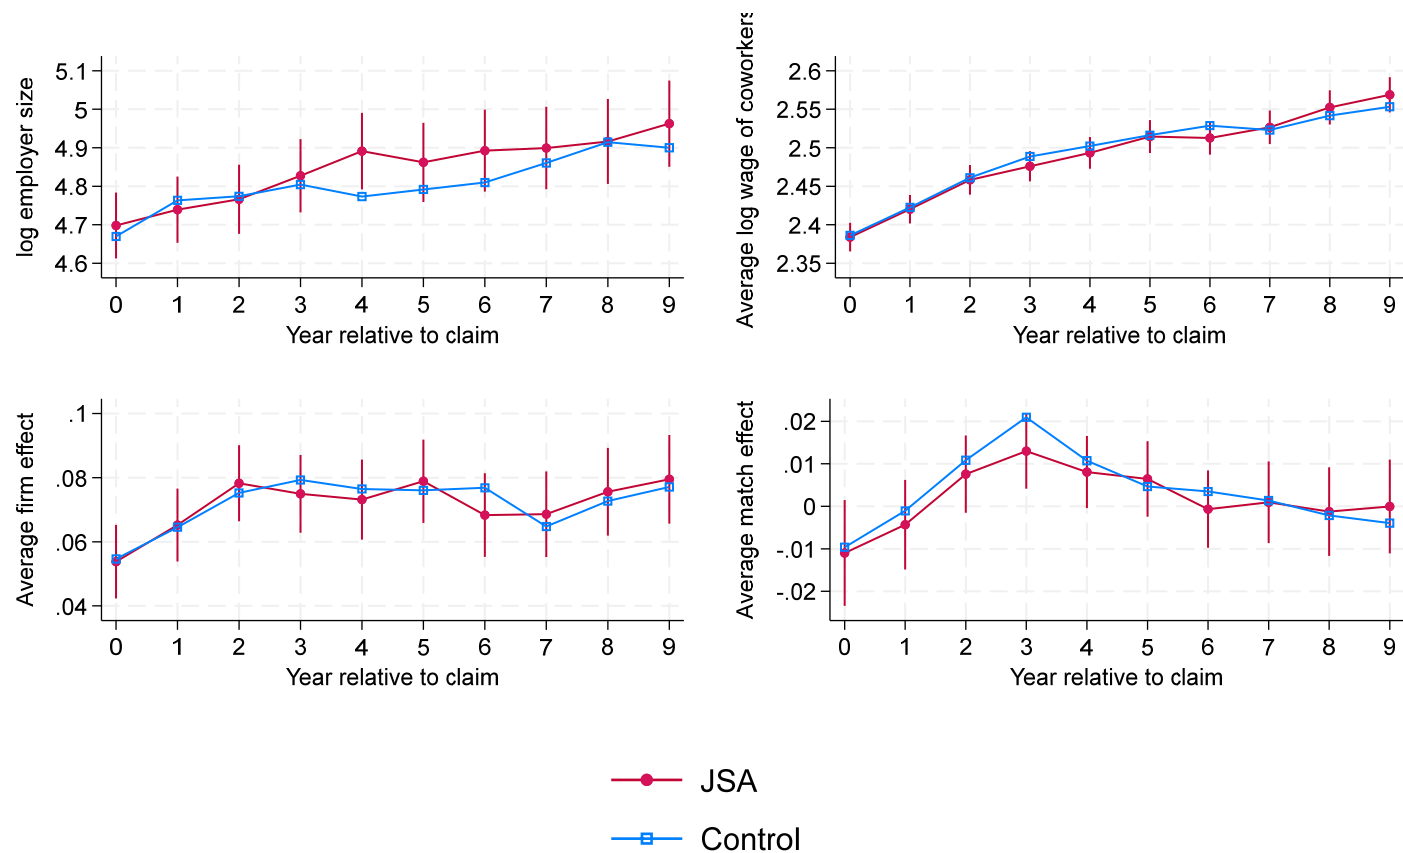 log employer size
5.1
5
4.9
4.8
4.7
4.6
0 1 2 3 4 5 6 7 8 9
Year relative to claim
Average log wage of coworkers
2.6
2.55
2.5
2.45
2.4
2.35
0 1 2 3 4 5 6 7 8 9
Year relative to claim
Average firm effect
.1
.08
.06
.04
0 1 2 3 4 5 6 7 8 9
Year relative to claim
Average match effect
.02
.01
0
-.01
-.02
0 1 2 3 4 5 6 7 8 9
Year relative to claim
JSA
Control